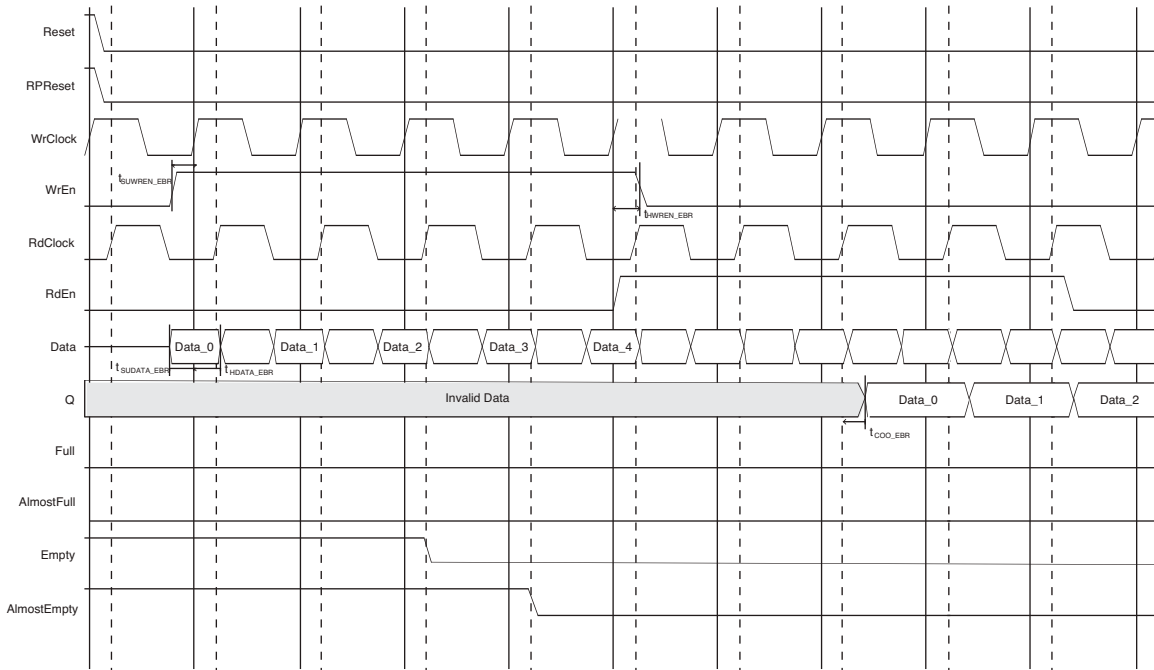 Reset
RPReset
WrClock
tSUWREN_EBR
WrEn
tHWREN_EBR
RdClock
RdEn
Data Data_0 Data_1 Data_2 Data_3 Data_4
tSUDATA_EBR tHDATA_EBR
Q Invalid Data Data_0 Data_1 Data_2
tCOO_EBR
Full
AlmostFull
Empty
AlmostEmpty